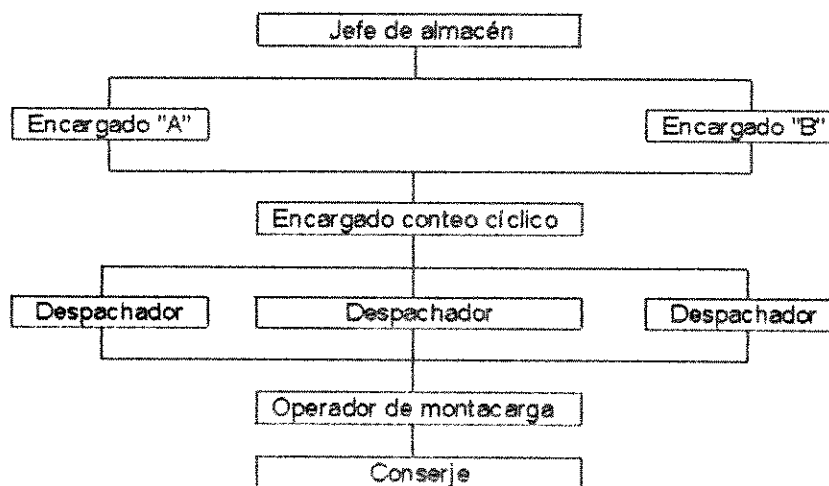 Jefe de almacén
Encargado "A"
Encargado "B"
Encargado conteo cíclico
Despachador
Despachador
Despachador
Operador de montacarga
Conserje